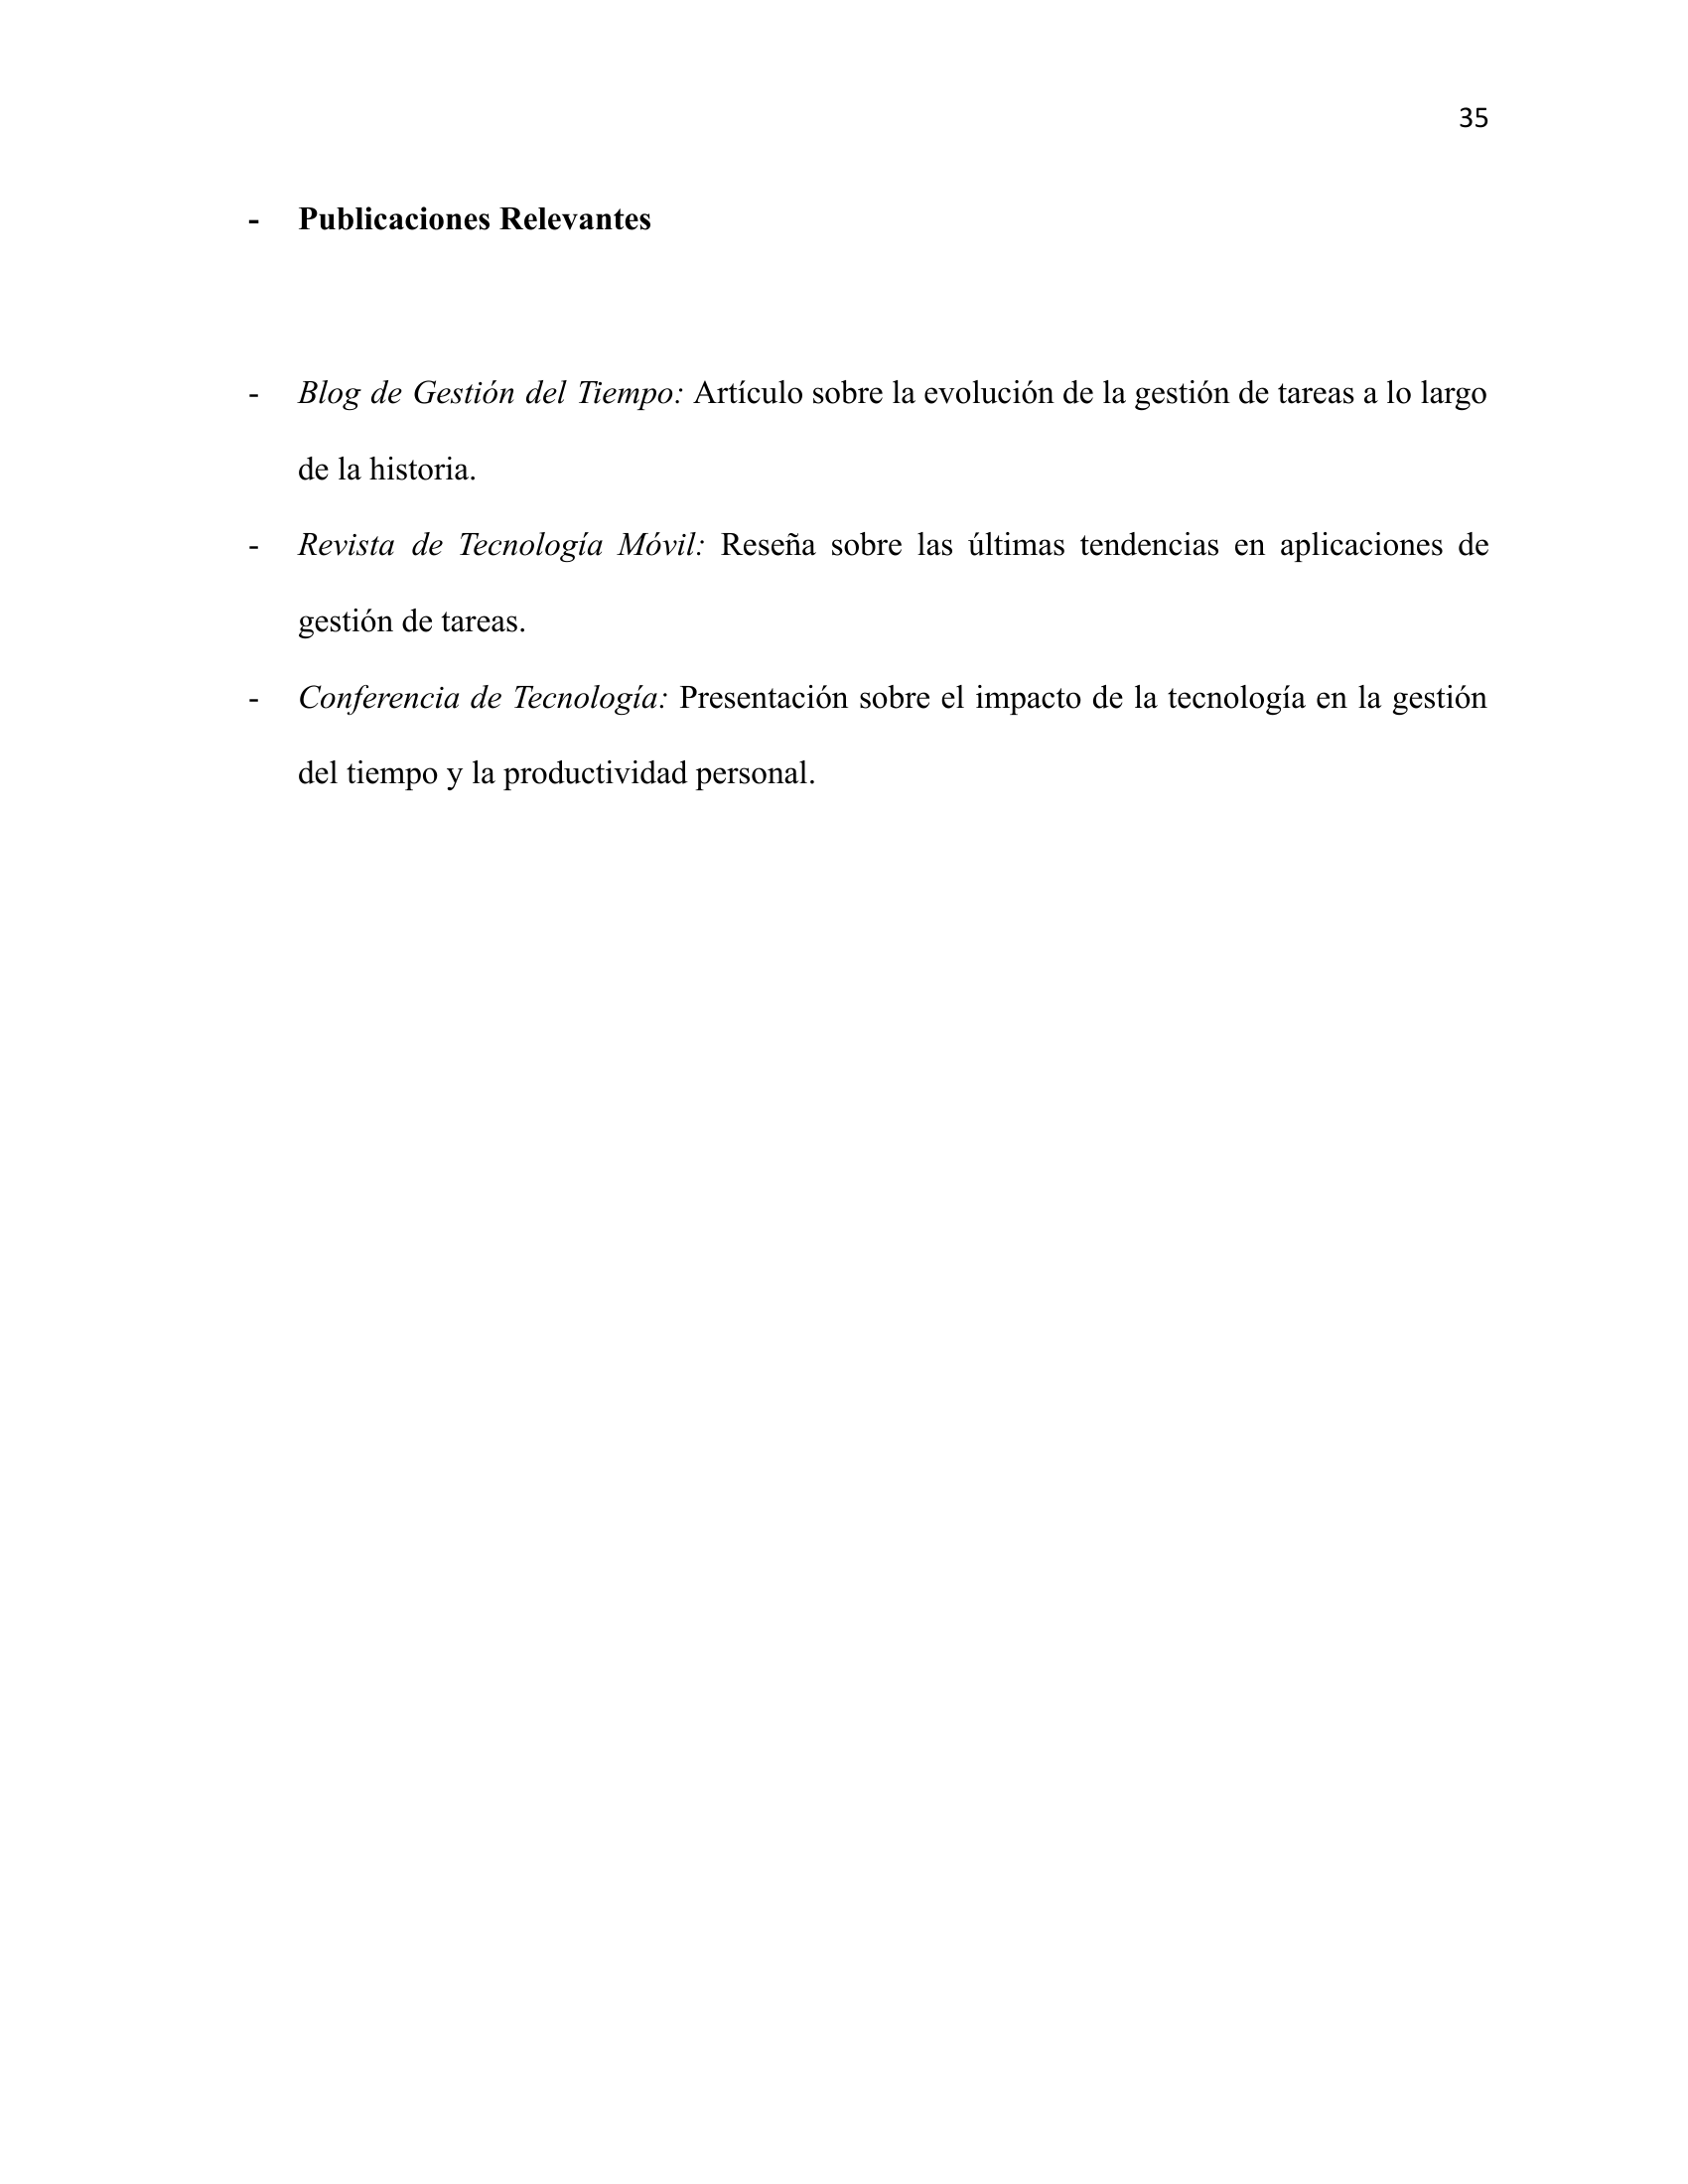 35
- Publicaciones Relevantes
- Blog de Gestión del Tiempo: Artículo sobre la evolución de la gestión de tareas a lo largo
de la historia.
- Revista de Tecnología Móvil: Reseña sobre las últimas tendencias en aplicaciones de
gestión de tareas.
- Conferencia de Tecnología: Presentación sobre el impacto de la tecnología en la gestión
del tiempo y la productividad personal.